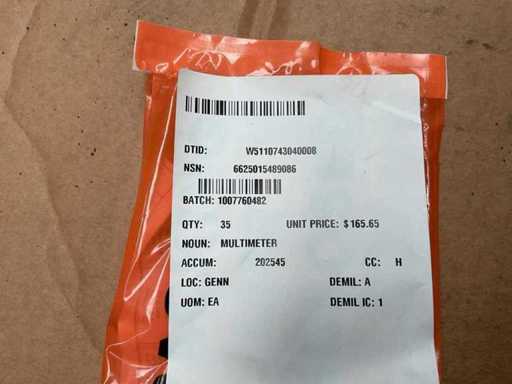 DTID: W5110743040008
NSN: 6625015489086
BATCH: 1007760482
QTY: 35 UNIT PRICE: $165.65
NOUN: MULTIMETER
ACCUM: 202545 CC: H
LOC: GENN DEMIL: A
UOM: EA DEMIL IC: 1